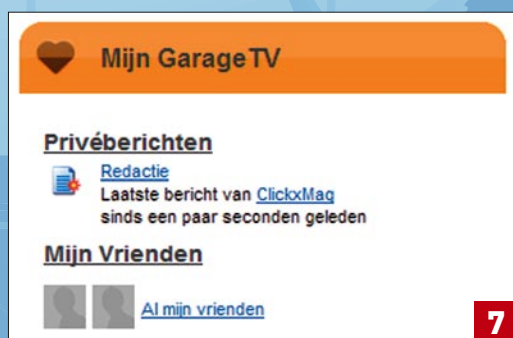 Mijn GarageTV
Privéberichten
Redactie
Laatste bericht van ClickxMag
sinds een paar seconden geleden
Mijn Vrienden
Al mijn vrienden
7